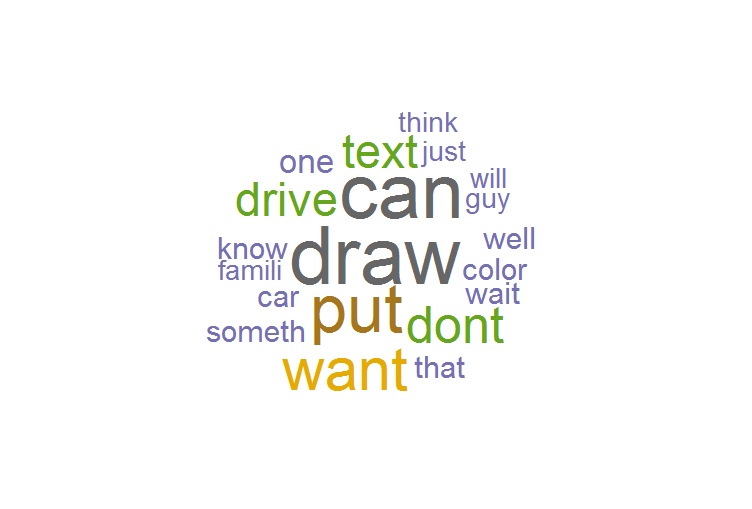 think
text just
one
can will
drive guy
draw well
know
famili color
car put wait
someth dont
want that